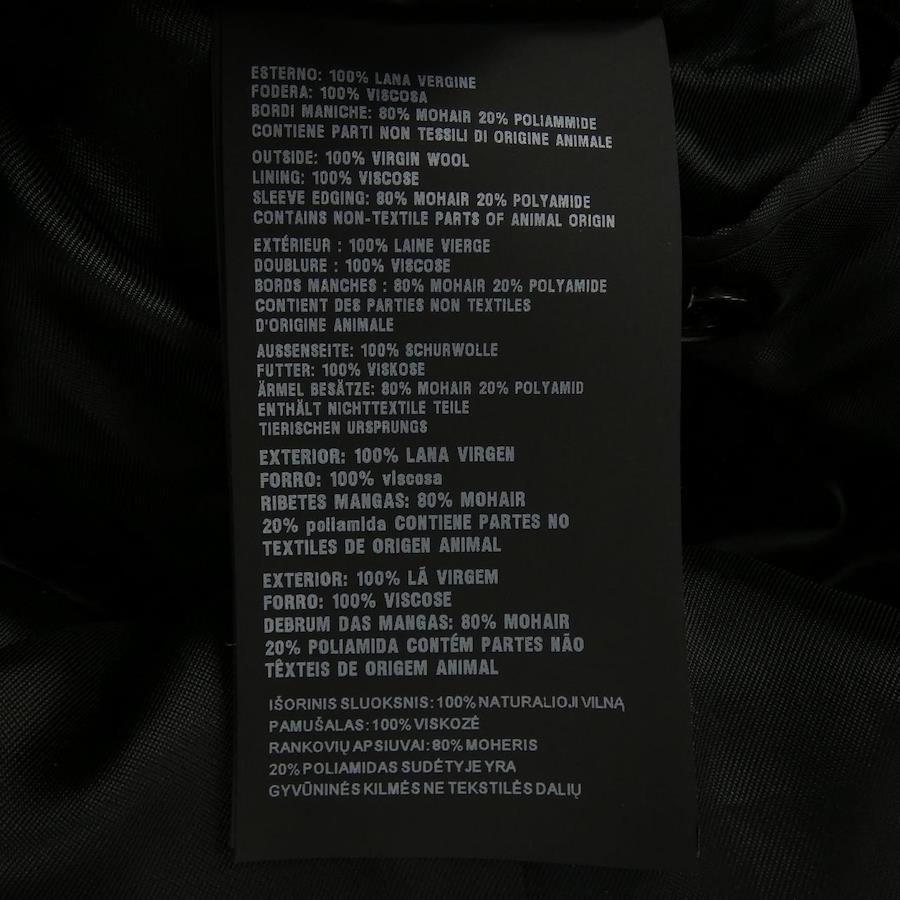 ESTERNO: 100% LANA VERGINE
FODERA: 100% VISCOSA
BORDI MANICHE: 80% MOHAIR 20% POLIAMMIDE
CONTIENE PARTI NON TESSILI DI ORIGINE ANIMALE
OUTSIDE: 100% VIRGIN WOOL
LINING: 100% VISCOSE
SLEEVE EDGING: 80% MOHAIR 20% POLYAMIDE
CONTAINS NON-TEXTILE PARTS OF ANIMAL ORIGIN
EXTÉRIEUR : 100% LAINE VIERGE
DOUBLURE : 100% VISCOSE
BORDS MANCHES : 80% MOHAIR 20% POLYAMIDE
CONTIENT DES PARTIES NON TEXTILES
D'ORIGINE ANIMALE
AUSSENSEITE: 100% SCHURWOLLE
FUTTER: 100% VISKOSE
ÄRMEL BESÄTZE: 80% MOHAIR 20% POLYAMID
ENTHÄLT NICHTTEXTILE TEILE
TIERISCHEN URSPRUNGS
EXTERIOR: 100% LANA VIRGEN
FORRO: 100% viscosa
RIBETES MANGAS: 80% MOHAIR
20% poliamida CONTIENE PARTES NO
TEXTILES DE ORIGEN ANIMAL
EXTERIOR: 100% LÃ VIRGEM
FORRO: 100% VISCOSE
DEBRUM DAS MANGAS: 80% MOHAIR
20% POLIAMIDA CONTÉM PARTES NÃO
TÊXTEIS DE ORIGEM ANIMAL
IŠORINIS SLUOKSNIS: 100% NATURALIOJI VILNĄ
PAMUŠALAS: 100% VISKOZĖ
RANKOVIŲ APSIUVAI: 80% MOHERIS
20% POLIAMIDAS SUDĖTYJE YRA
GYVŪNINĖS KILMĖS NE TEKSTILĖS DALIŲ